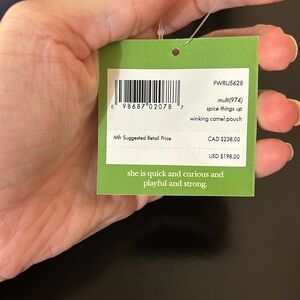 PWRU5628
multi(974)
spice things up
winking camel pouch
98687 02078 7
Mfr Suggested Retail Price CAD $238.00
USD $198.00
she is quick and curious and
playful and strong.